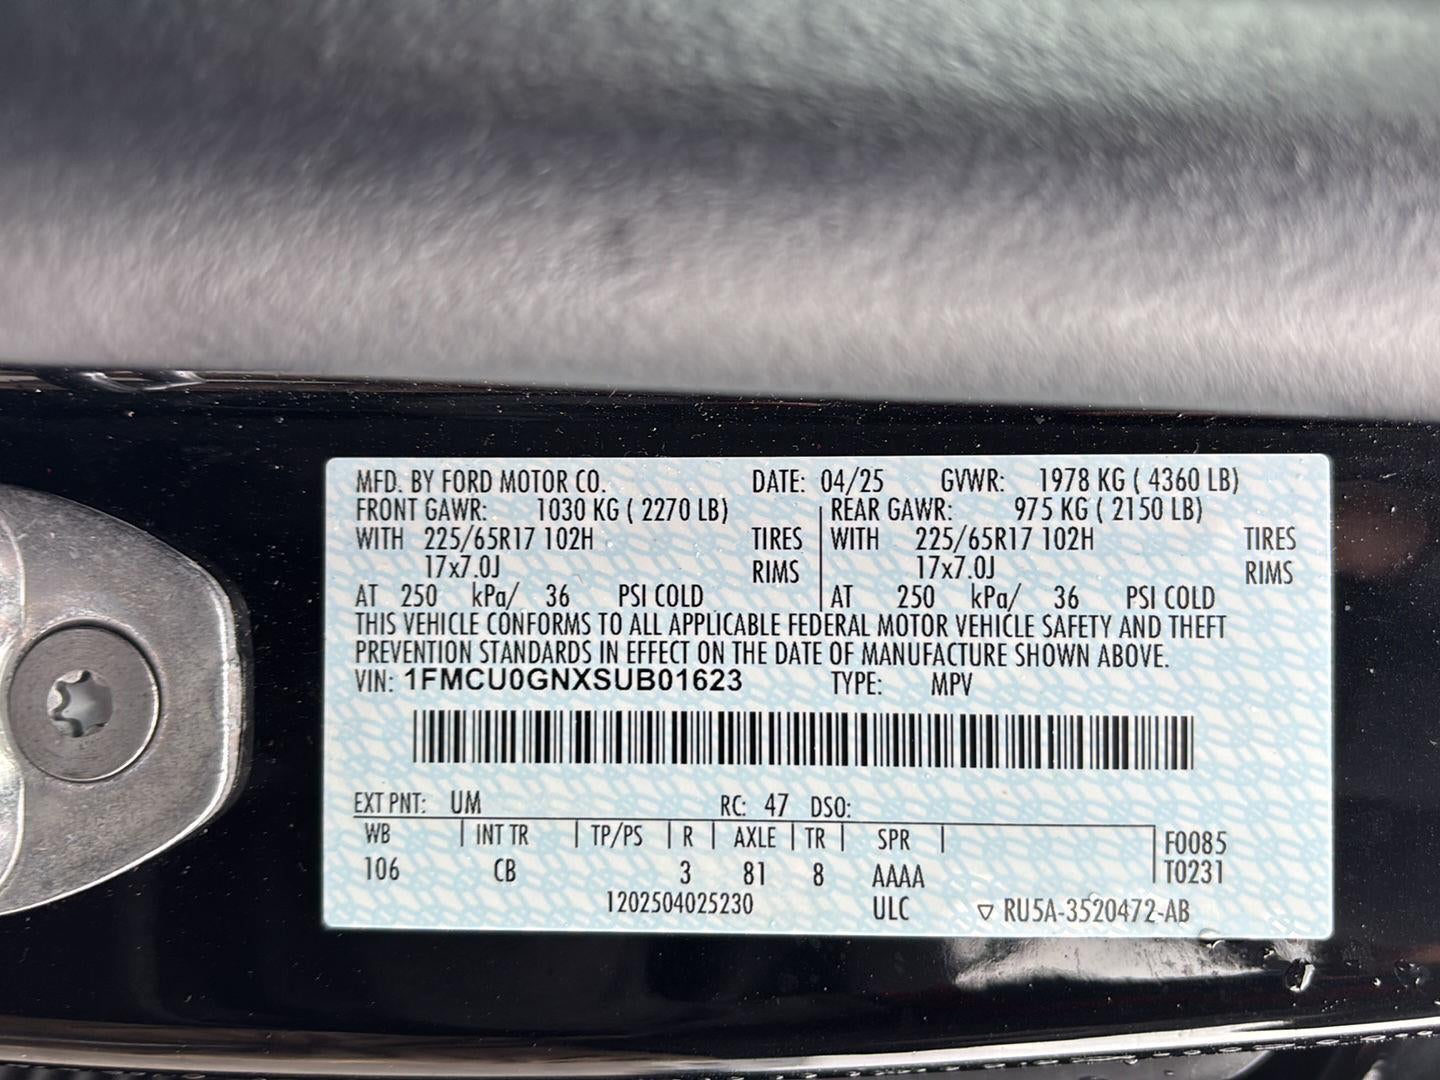 MFD. BY FORD MOTOR CO. DATE: 04/25 GVWR: 1978 KG ( 4360 LB)
FRONT GAWR: 1030 KG ( 2270 LB) REAR GAWR: 975 KG ( 2150 LB)
WITH 225/65R17 102H TIRES WITH 225/65R17 102H TIRES
17x7.0J RIMS 17x7.0J RIMS
AT 250 kPa/ 36 PSI COLD AT 250 kPa/ 36 PSI COLD
THIS VEHICLE CONFORMS TO ALL APPLICABLE FEDERAL MOTOR VEHICLE SAFETY AND THEFT
PREVENTION STANDARDS IN EFFECT ON THE DATE OF MANUFACTURE SHOWN ABOVE.
VIN: 1FMCU0GNXSUB01623 TYPE: MPV
EXT PNT: UM RC: 47 DSO:
WB INT TR TP/PS R AXLE TR SPR F0085
106 CB 3 81 8 AAAA T0231
1202504025230 ULC ▽ RU5A-3520472-AB